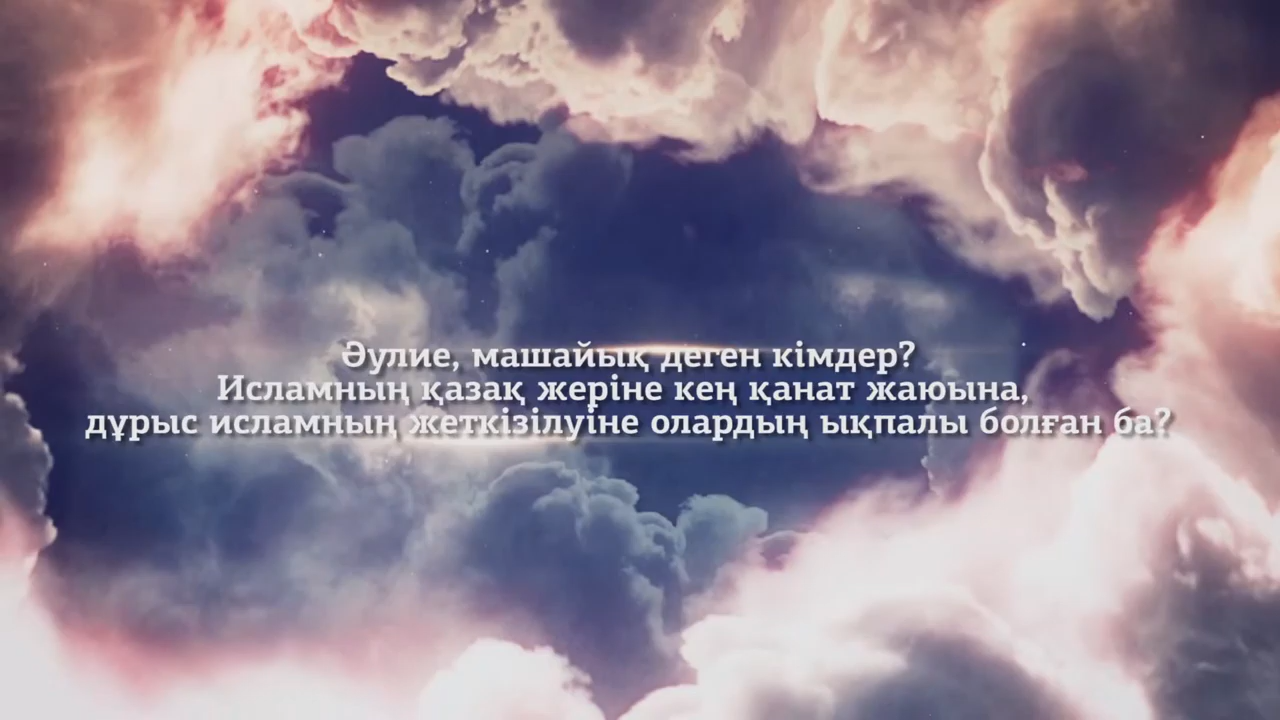 Әулие, машайық деген кімдер?
Исламның қазақ жеріне кең қанат жаюына,
дұрыс исламның жеткізілуіне олардың ықпалы болған ба?